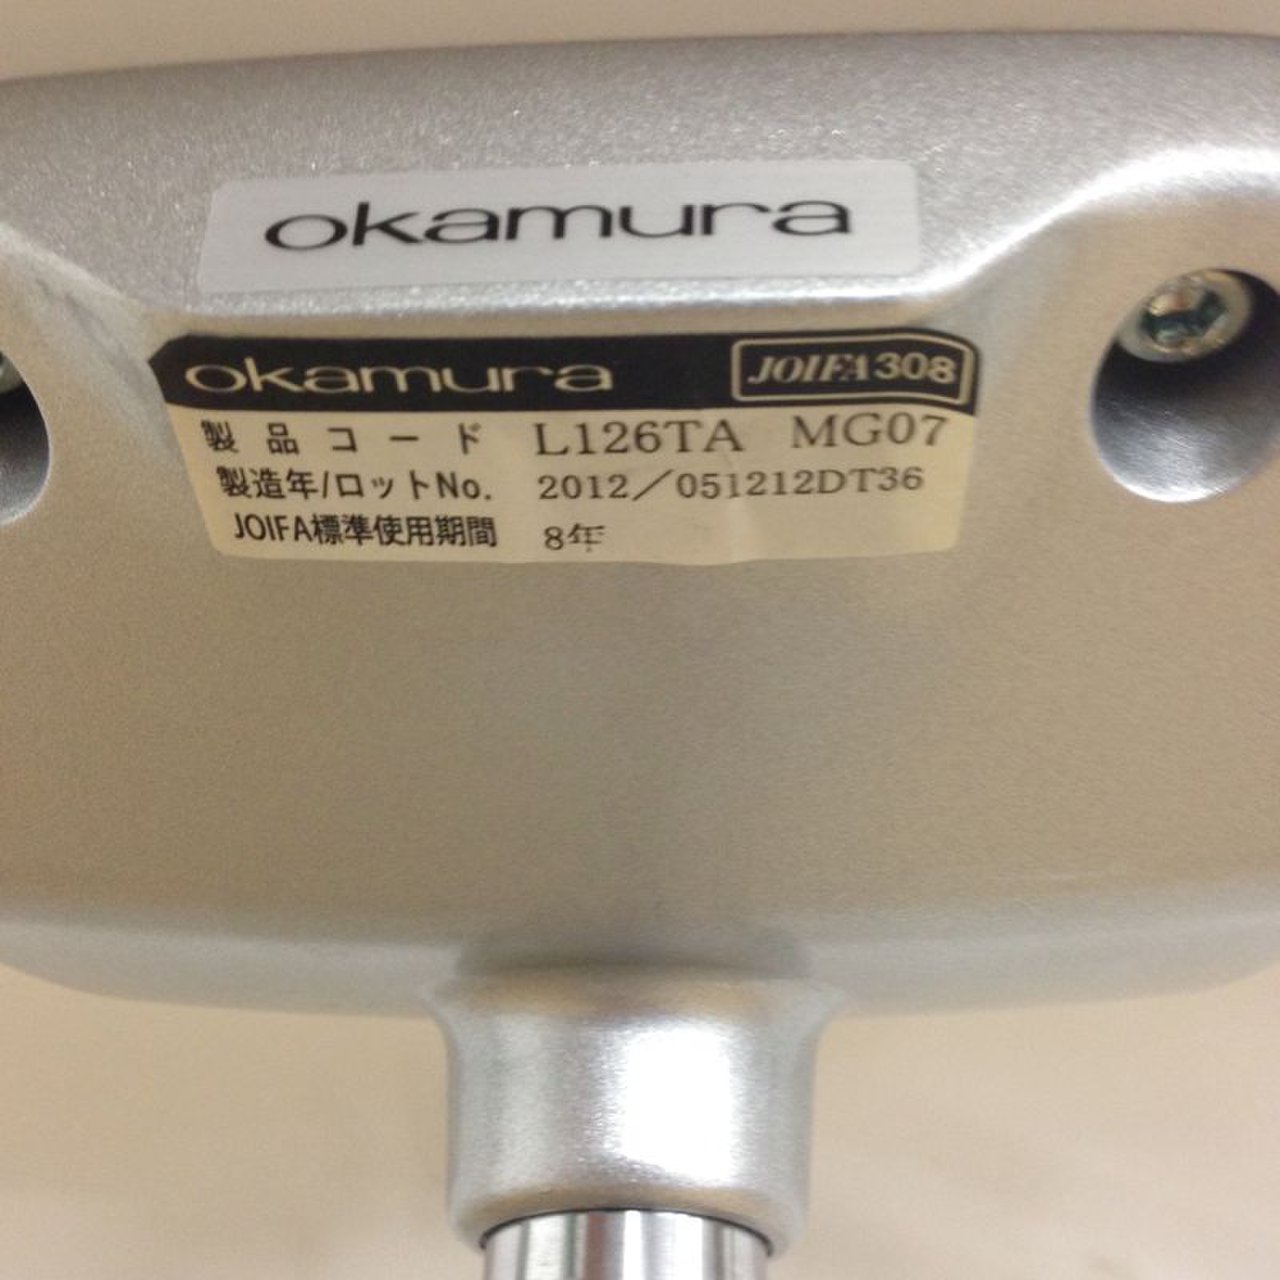 okamura
okamura JOIFA308
製品コード L126TA MG07
製造年/ロットNo. 2012/051212DT36
JOIFA標準使用期間 8年